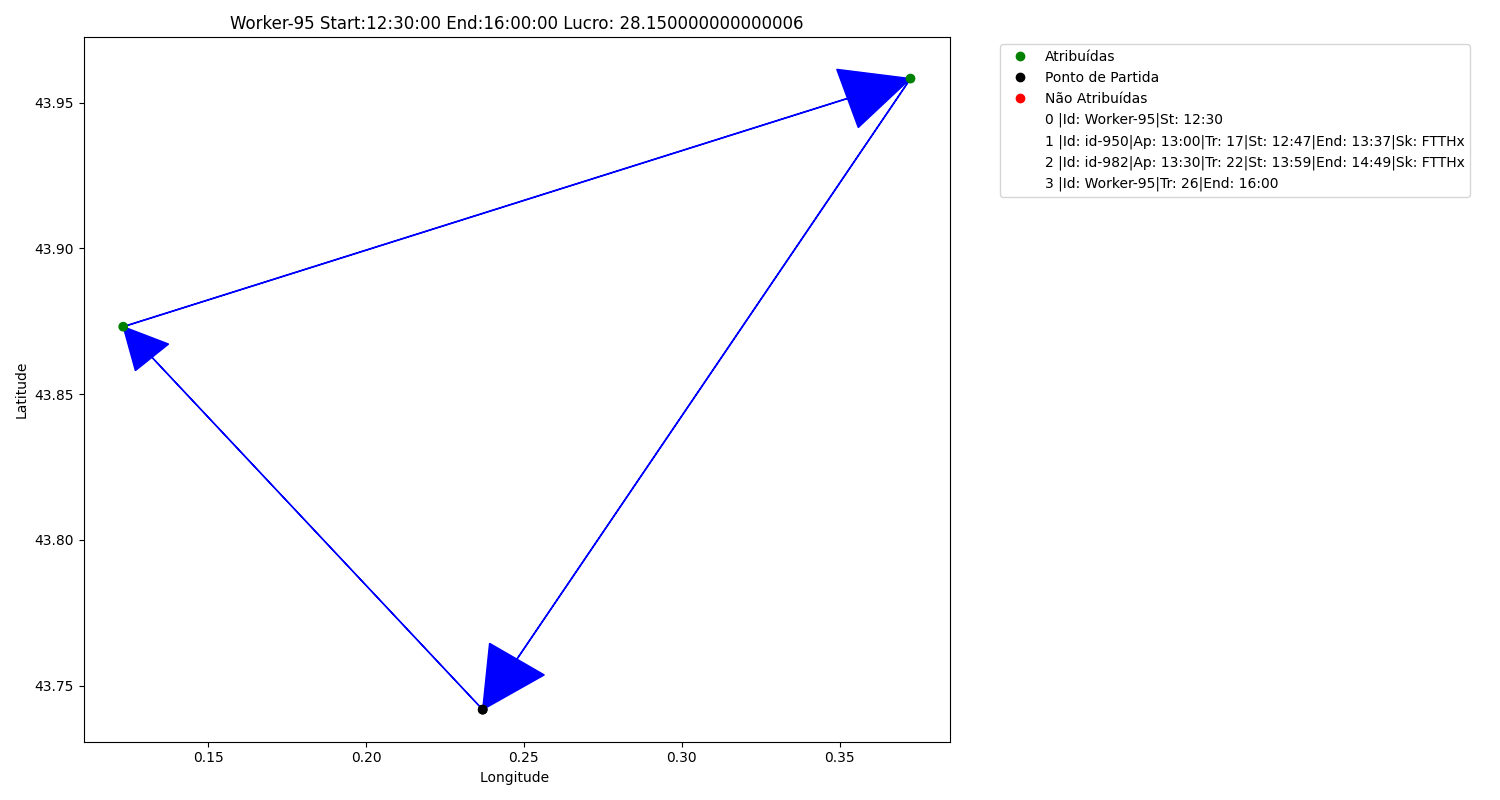 Worker-95 Start:12:30:00 End:16:00:00 Lucro: 28.150000000000006
Atribuídas
Ponto de Partida
Não Atribuídas
0 |Id: Worker-95|St: 12:30
1 |Id: id-950|Ap: 13:00|Tr: 17|St: 12:47|End: 13:37|Sk: FTTHx
2 |Id: id-982|Ap: 13:30|Tr: 22|St: 13:59|End: 14:49|Sk: FTTHx
3 |Id: Worker-95|Tr: 26|End: 16:00
Latitude
43.95
43.90
43.85
43.80
43.75
0.15 0.20 0.25 0.30 0.35
Longitude